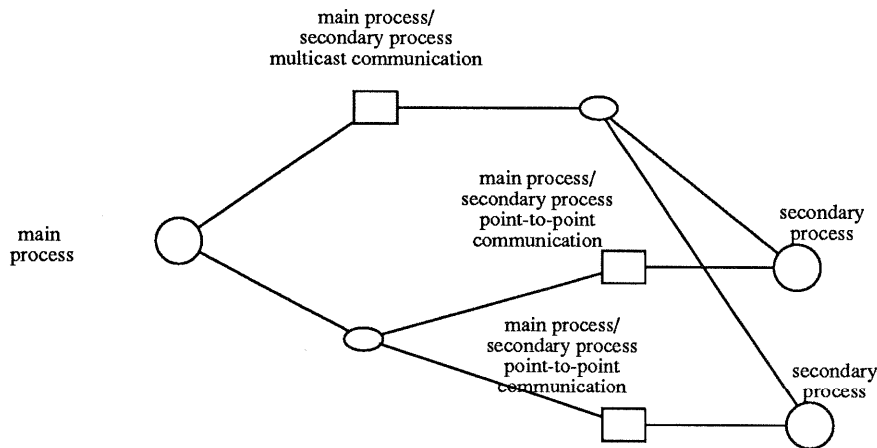 main process/
secondary process
multicast communication
main process/
secondary process
point-to-point
communication
secondary
process
main
process
main process/
secondary process
point-to-point
communication
secondary
process